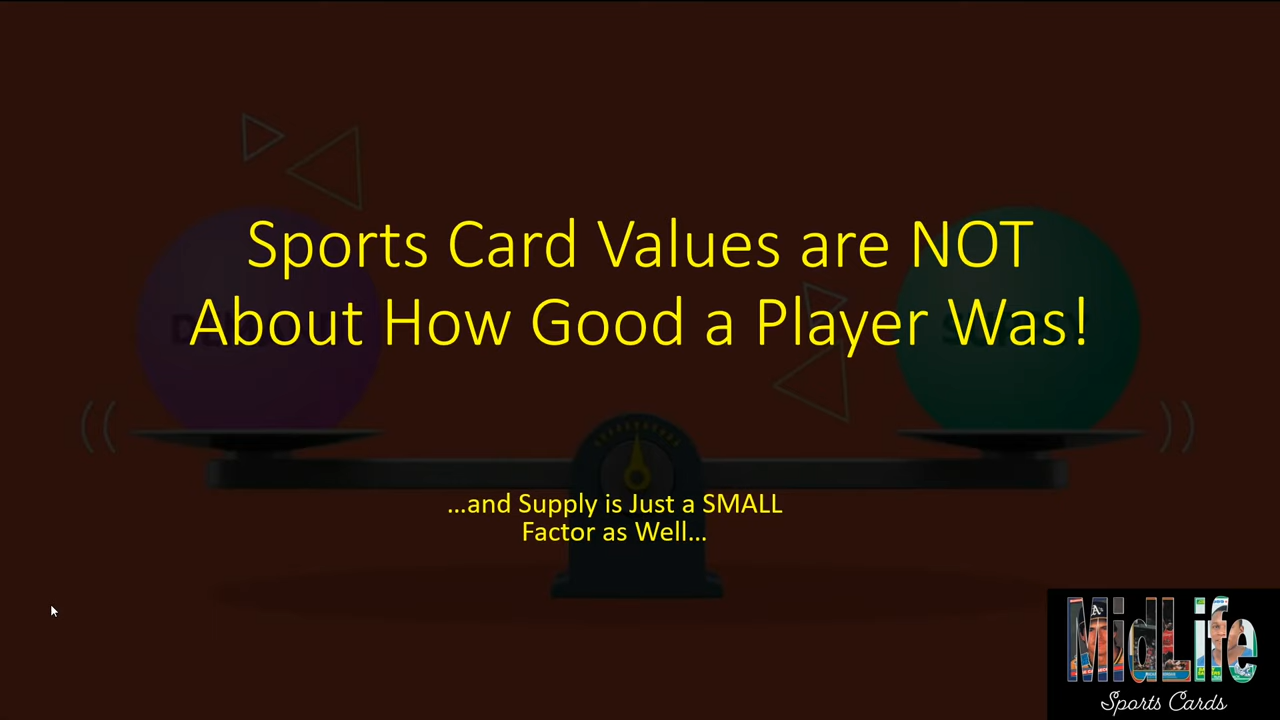 Sports Card Values are NOT
About How Good a Player Was!
...and Supply is Just a SMALL
Factor as Well...
MidLife
Sports Cards